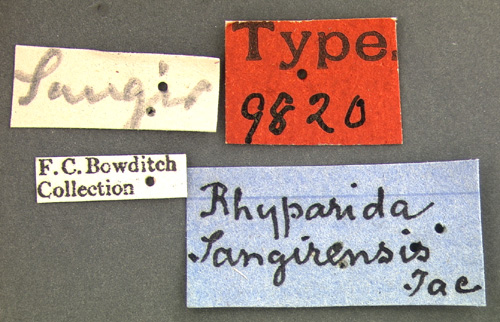 Sangir
Type.
9820
F.C. Bowditch
Collection
Rhyparida
Sangirensis
Jac